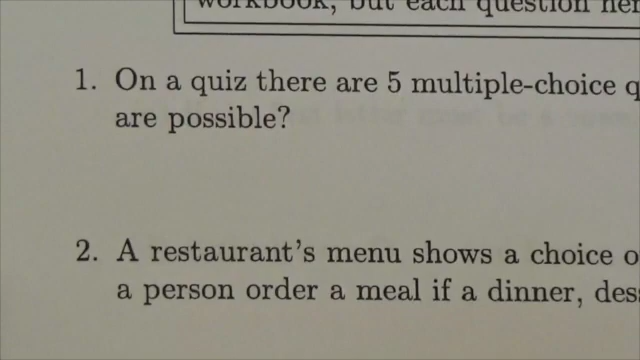 workbook, but each question her
1. On a quiz there are 5 multiple-choice q
are possible?
2. A restaurant's menu shows a choice o
a person order a meal if a dinner, des